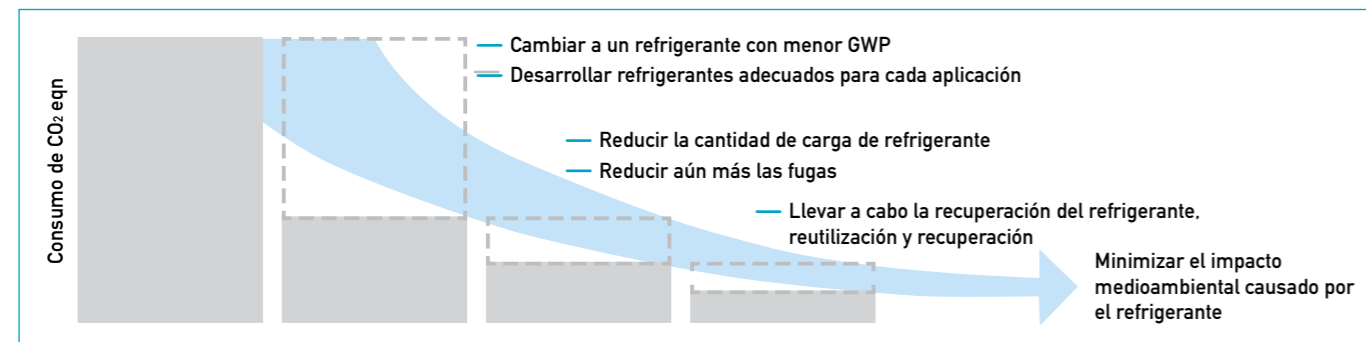 Consumo de CO₂ eqn
Cambiar a un refrigerante con menor GWP
Desarrollar refrigerantes adecuados para cada aplicación
Reducir la cantidad de carga de refrigerante
Reducir aún más las fugas
Llevar a cabo la recuperación del refrigerante,
reutilización y recuperación
Minimizar el impacto
medioambiental causado por
el refrigerante